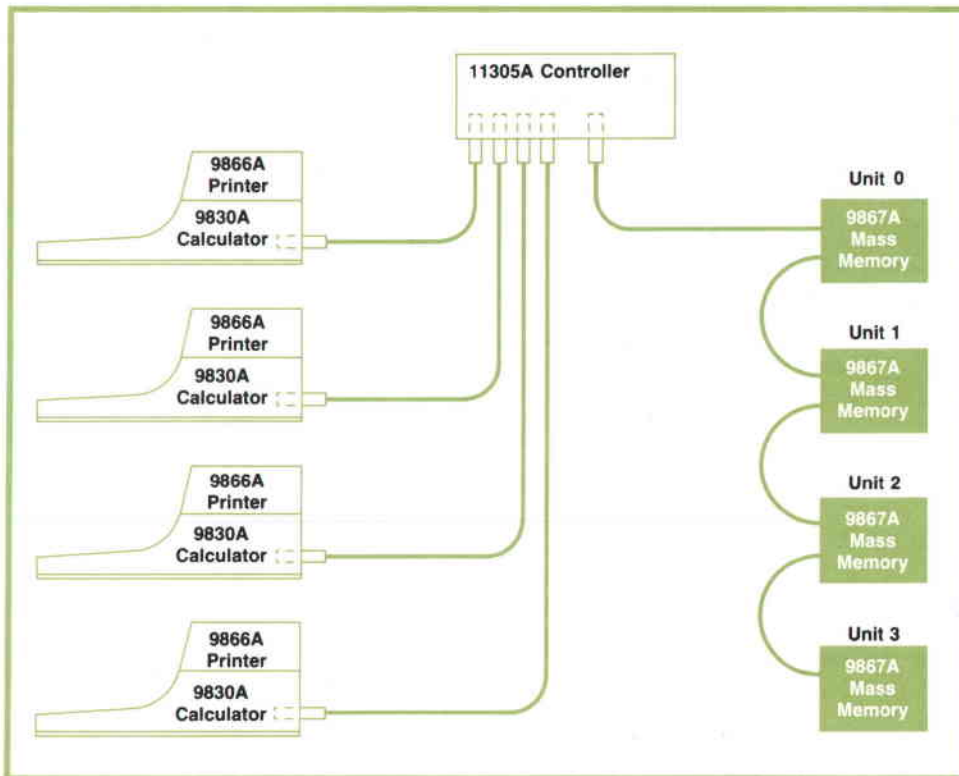 11305A Controller
9866A
Printer
9830A
Calculator
9866A
Printer
9830A
Calculator
9866A
Printer
9830A
Calculator
9866A
Printer
9830A
Calculator
Unit 0
9867A
Mass
Memory
Unit 1
9867A
Mass
Memory
Unit 2
9867A
Mass
Memory
Unit 3
9867A
Mass
Memory